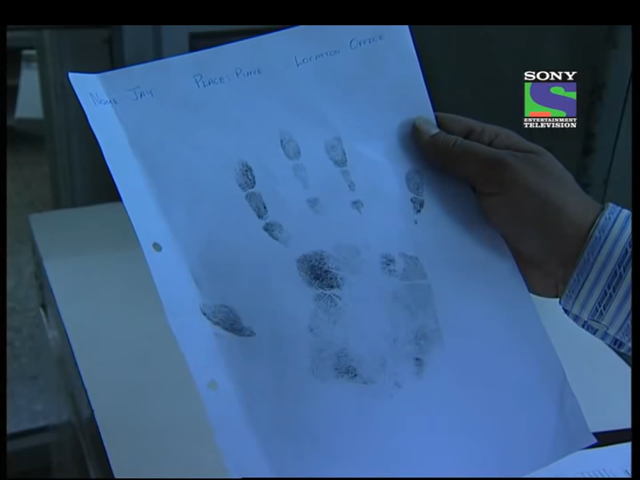 NAME JAY PLACE: PUNE LOCATION OFFICE
SONY
ENTERTAINMENT
TELEVISION